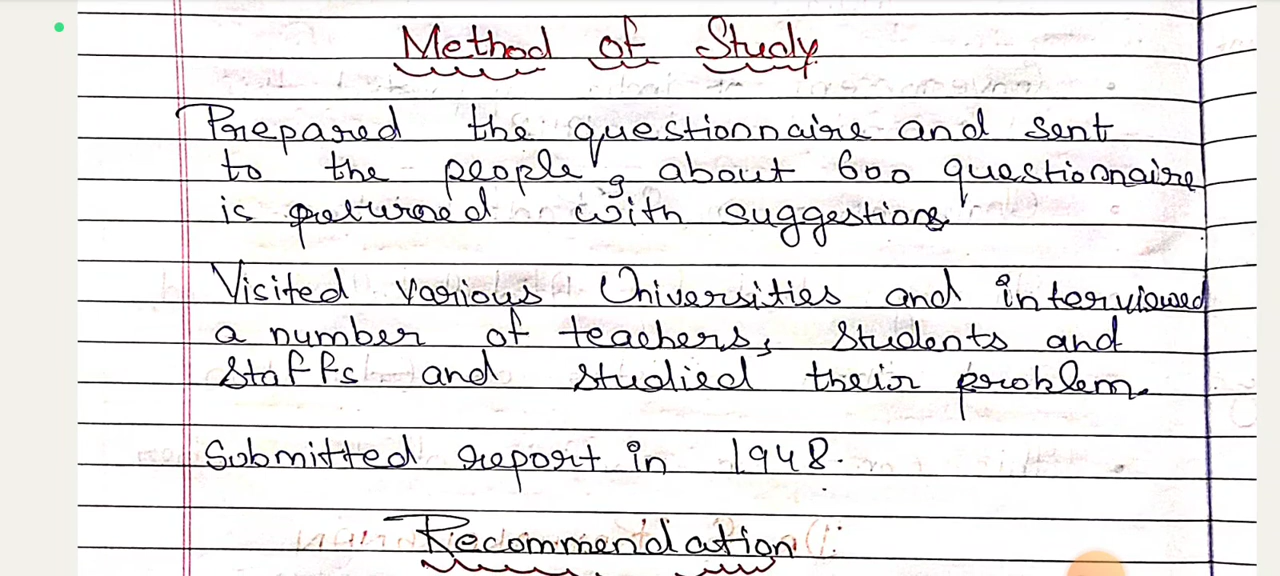 Method of Study
Prepared the questionnaire and sent
to the people, about 600 questionnaire
is returned with suggestions
Visited various Universities and interviewed
a number of teachers, students and
staffs and studied their problem.
Submitted report in 1948.
Recommendation